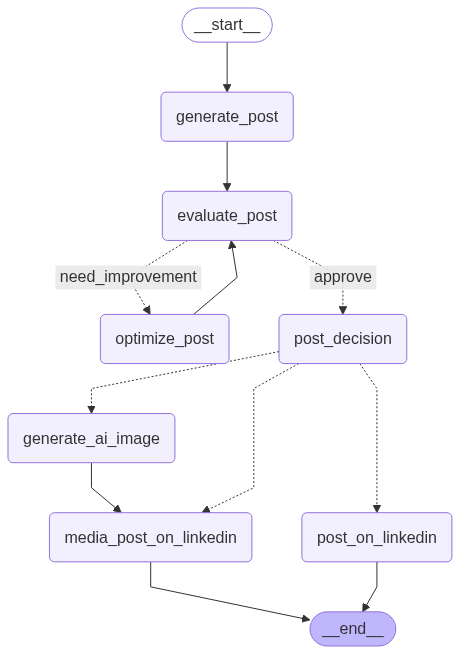 __start__
generate_post
evaluate_post
need_improvement
approve
optimize_post
post_decision
generate_ai_image
media_post_on_linkedin
post_on_linkedin
__end__